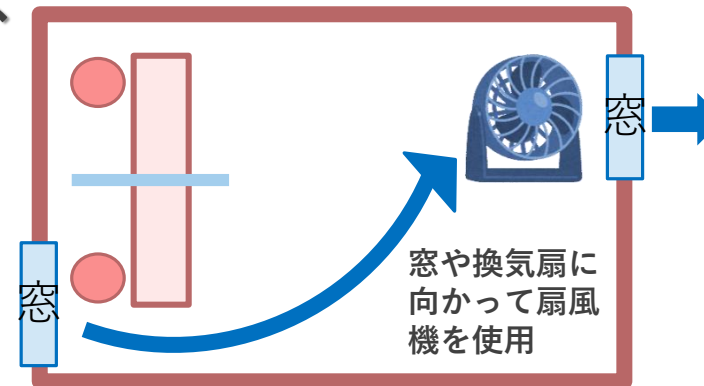 窓
窓
窓や換気扇に
向かって扇風
機を使用